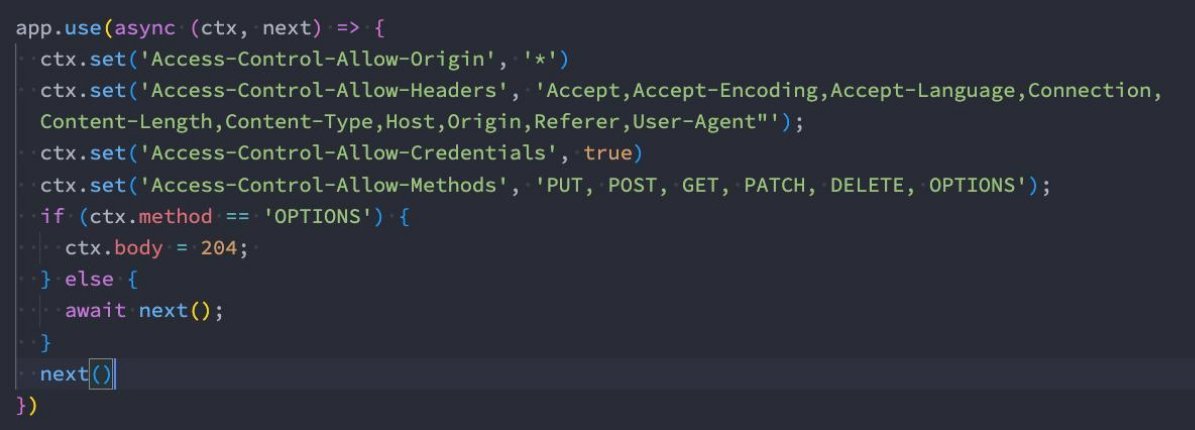 app.use(async (ctx, next) => {
  ctx.set('Access-Control-Allow-Origin', '*')
  ctx.set('Access-Control-Allow-Headers', 'Accept,Accept-Encoding,Accept-Language,Connection,
  Content-Length,Content-Type,Host,Origin,Referer,User-Agent"');
  ctx.set('Access-Control-Allow-Credentials', true)
  ctx.set('Access-Control-Allow-Methods', 'PUT, POST, GET, PATCH, DELETE, OPTIONS');
  if (ctx.method == 'OPTIONS') {
    ctx.body = 204;
  } else {
    await next();
  }
  next()
})